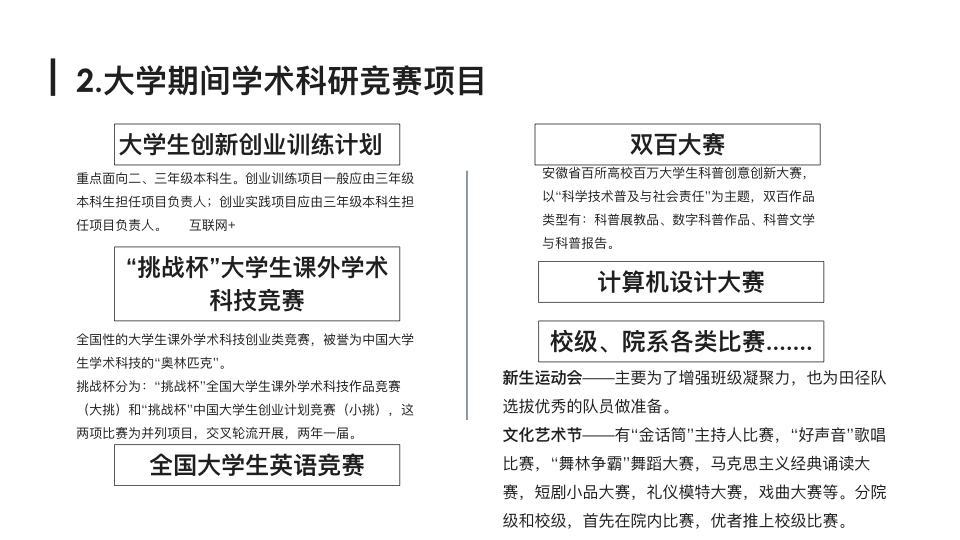 2.大学期间学术科研竞赛项目
大学生创新创业训练计划
重点面向二、三年级本科生。创业训练项目一般应由三年级
本科生担任项目负责人；创业实践项目应由三年级本科生担
任项目负责人。 互联网+
“挑战杯”大学生课外学术
科技竞赛
全国性的大学生课外学术科技创业类竞赛，被誉为中国大学
生学术科技的“奥林匹克”。
挑战杯分为：“挑战杯”全国大学生课外学术科技作品竞赛
（大挑）和“挑战杯”中国大学生创业计划竞赛（小挑），这
两项比赛为并列项目，交叉轮流开展，两年一届。
全国大学生英语竞赛
双百大赛
安徽省百所高校百万大学生科普创意创新大赛，
以“科学技术普及与社会责任”为主题，双百作品
类型有：科普展教品、数字科普作品、科普文学
与科普报告。
计算机设计大赛
校级、院系各类比赛.......
新生运动会——主要为了增强班级凝聚力，也为田径队
选拔优秀的队员做准备。
文化艺术节——有“金话筒”主持人比赛，“好声音”歌唱
比赛，“舞林争霸”舞蹈大赛，马克思主义经典诵读大
赛，短剧小品大赛，礼仪模特大赛，戏曲大赛等。分院
级和校级，首先在院内比赛，优者推上校级比赛。